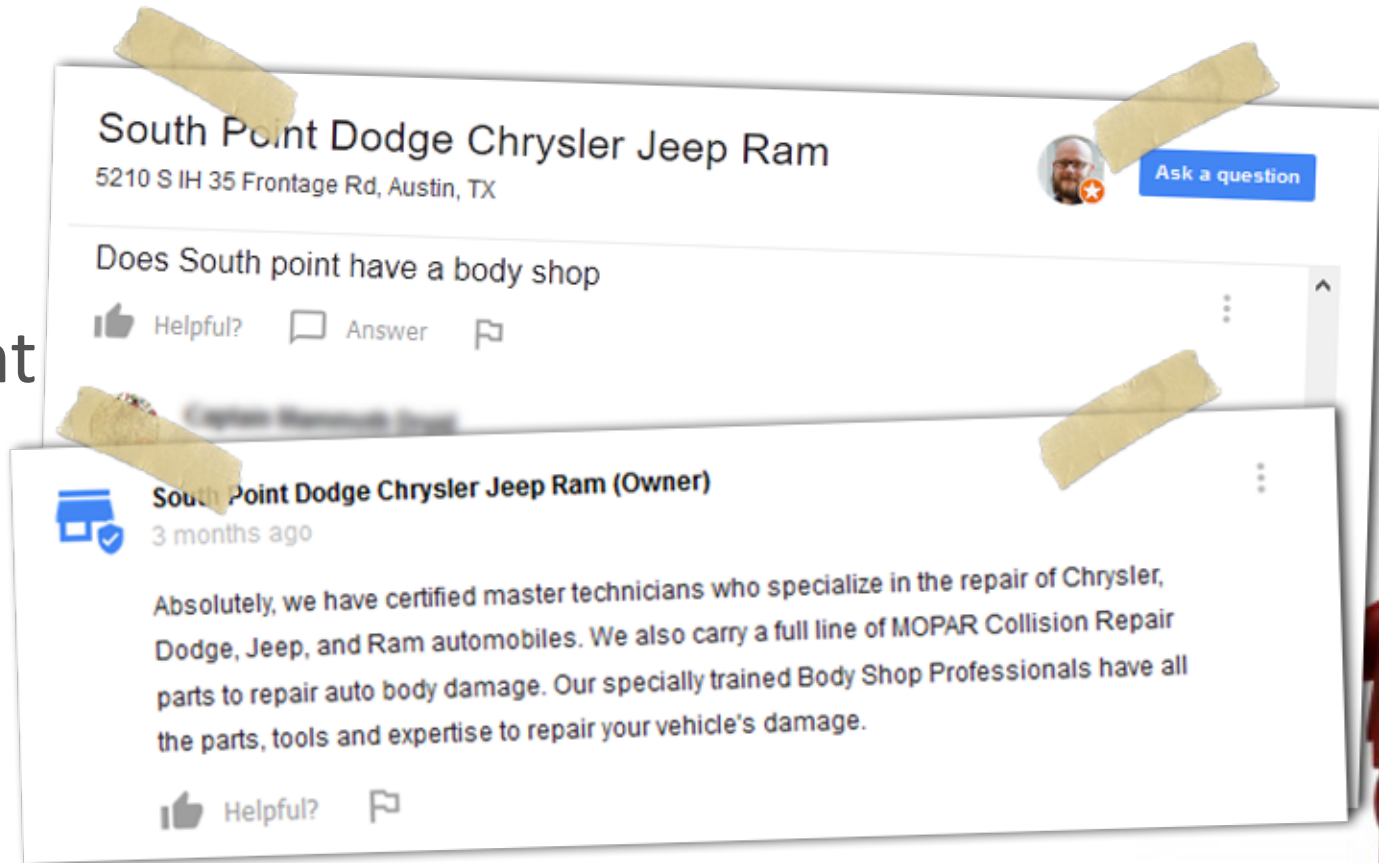 South Point Dodge Chrysler Jeep Ram
5210 S IH 35 Frontage Rd, Austin, TX
Ask a question
Does South point have a body shop
Helpful? Answer
nt
South Point Dodge Chrysler Jeep Ram (Owner)
3 months ago
Absolutely, we have certified master technicians who specialize in the repair of Chrysler,
Dodge, Jeep, and Ram automobiles. We also carry a full line of MOPAR Collision Repair
parts to repair auto body damage. Our specially trained Body Shop Professionals have all
the parts, tools and expertise to repair your vehicle's damage.
Helpful?